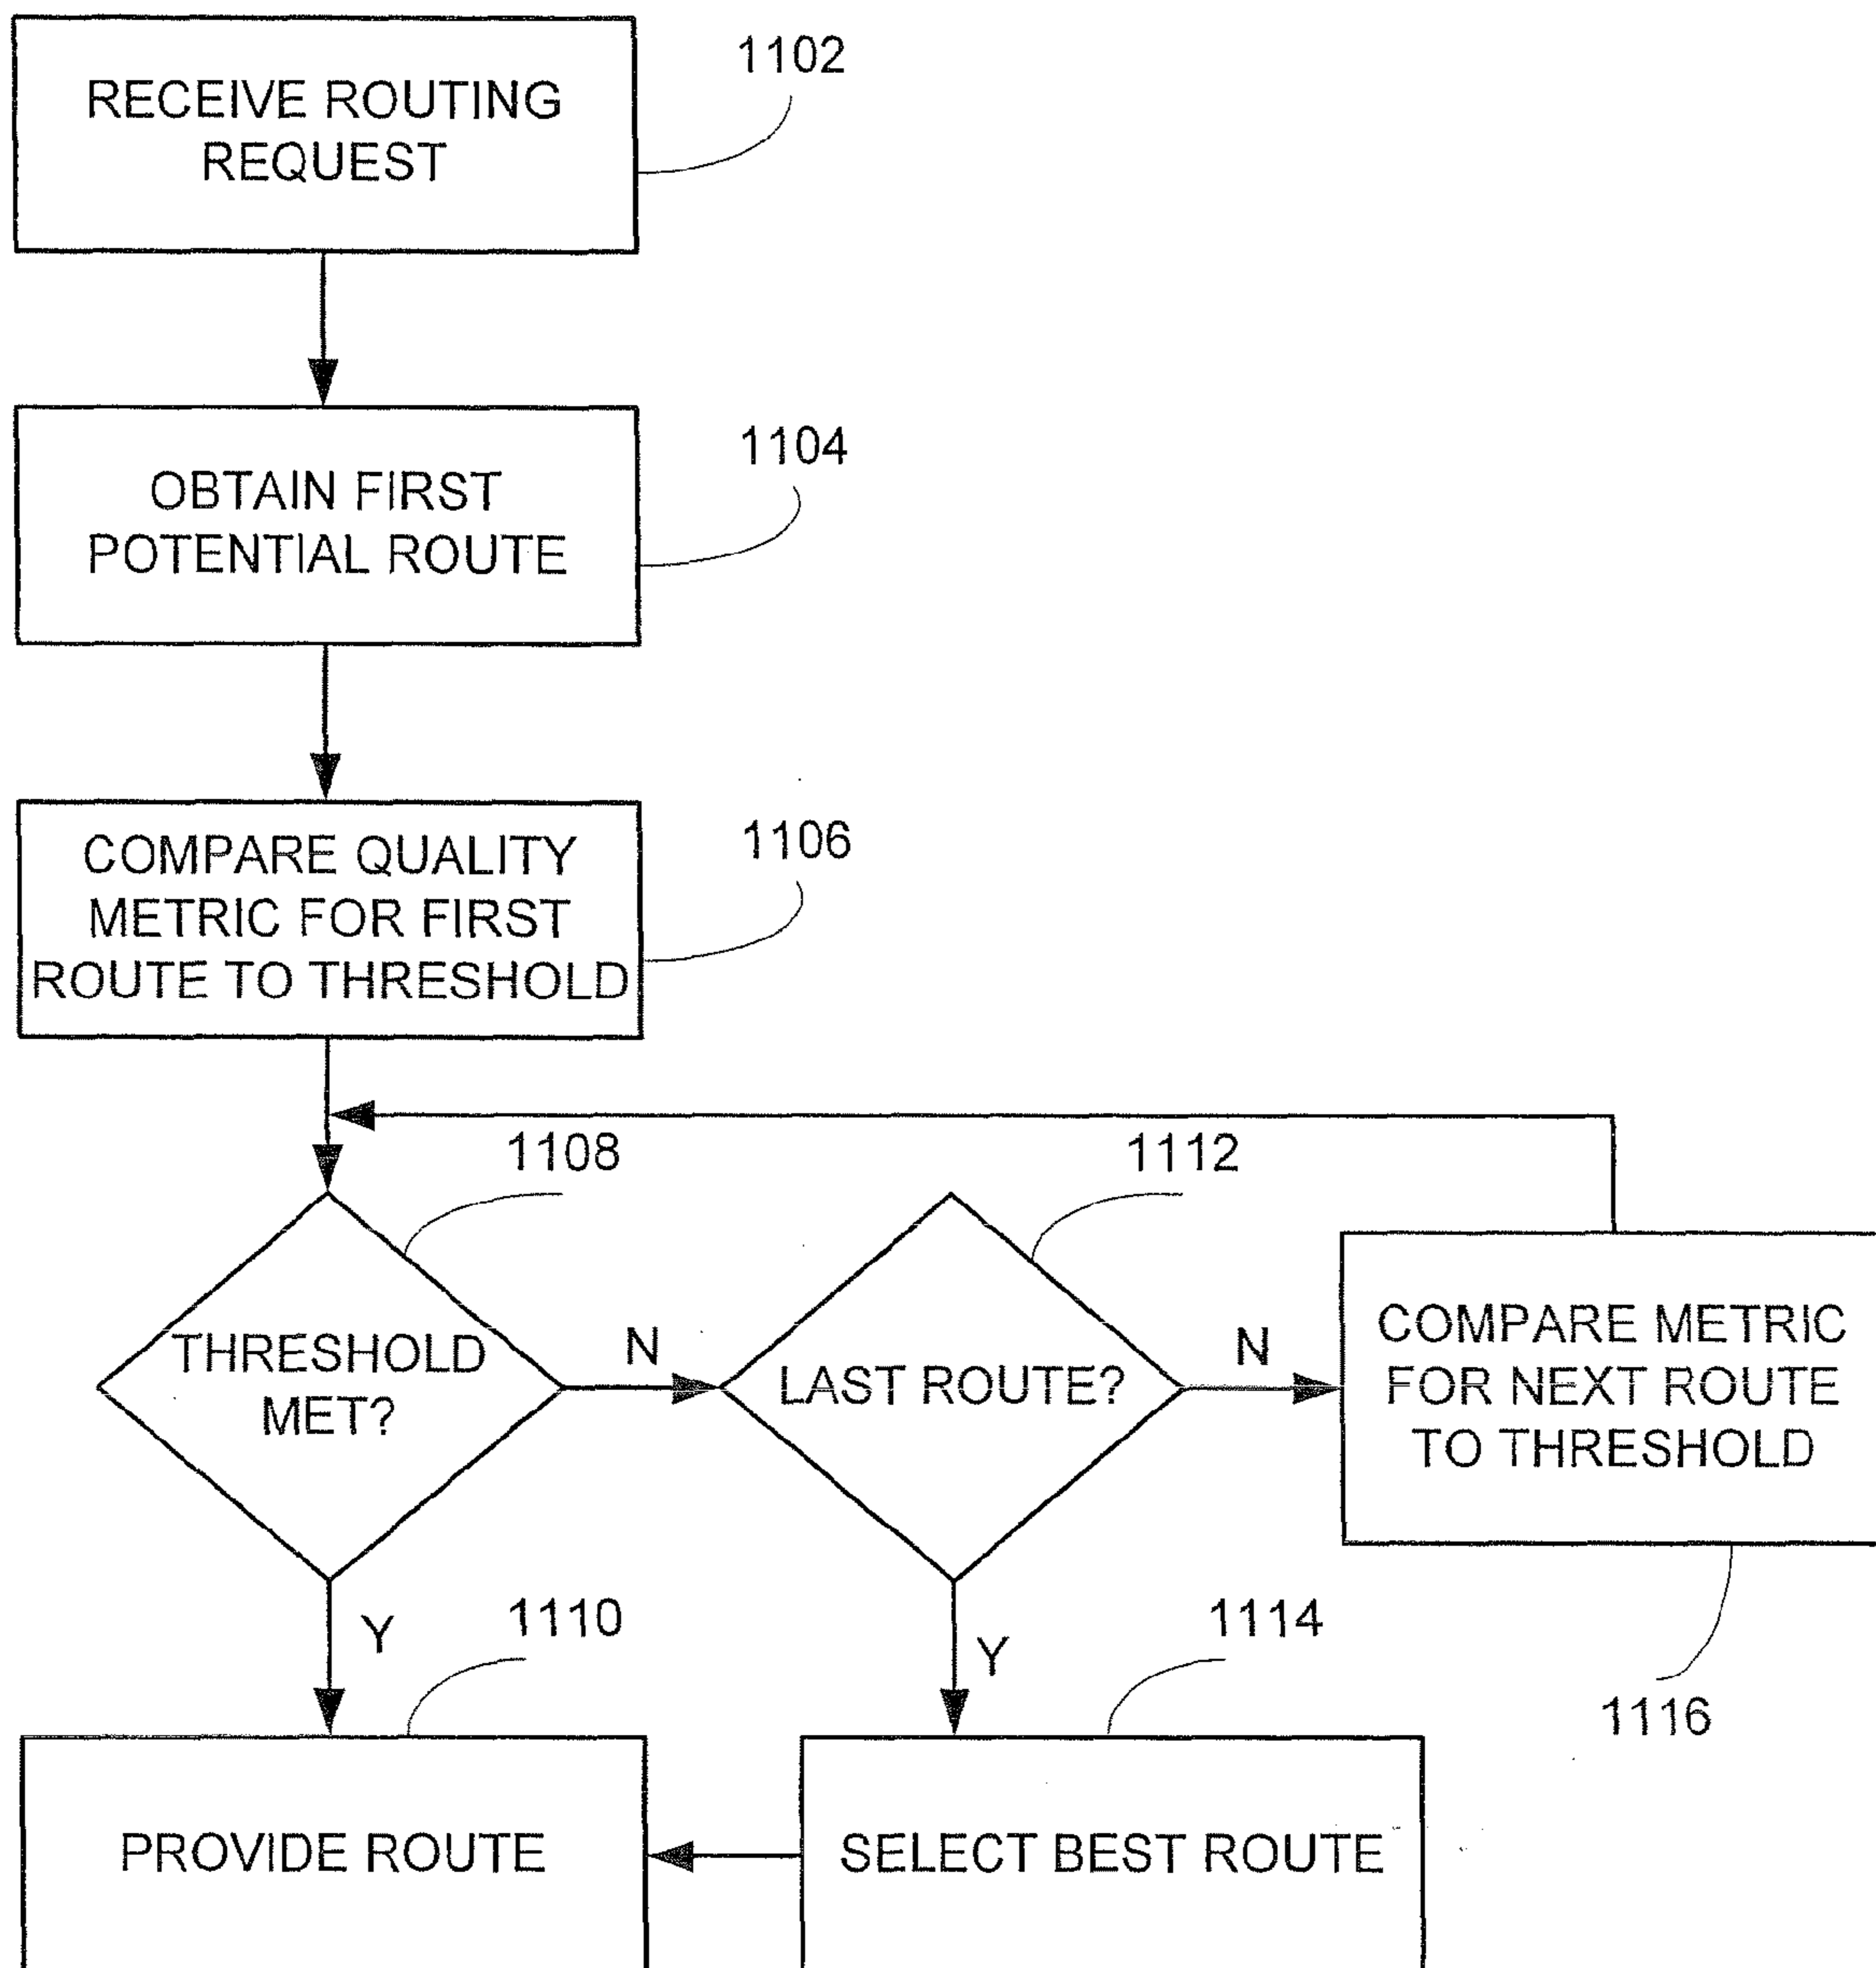 1102
RECEIVE ROUTING
REQUEST
1104
OBTAIN FIRST
POTENTIAL ROUTE
1106
COMPARE QUALITY
METRIC FOR FIRST
ROUTE TO THRESHOLD
1108
1112
THRESHOLD
MET?
N
LAST ROUTE?
N
COMPARE METRIC
FOR NEXT ROUTE
TO THRESHOLD
Y
1110
Y
1114
1116
PROVIDE ROUTE
SELECT BEST ROUTE